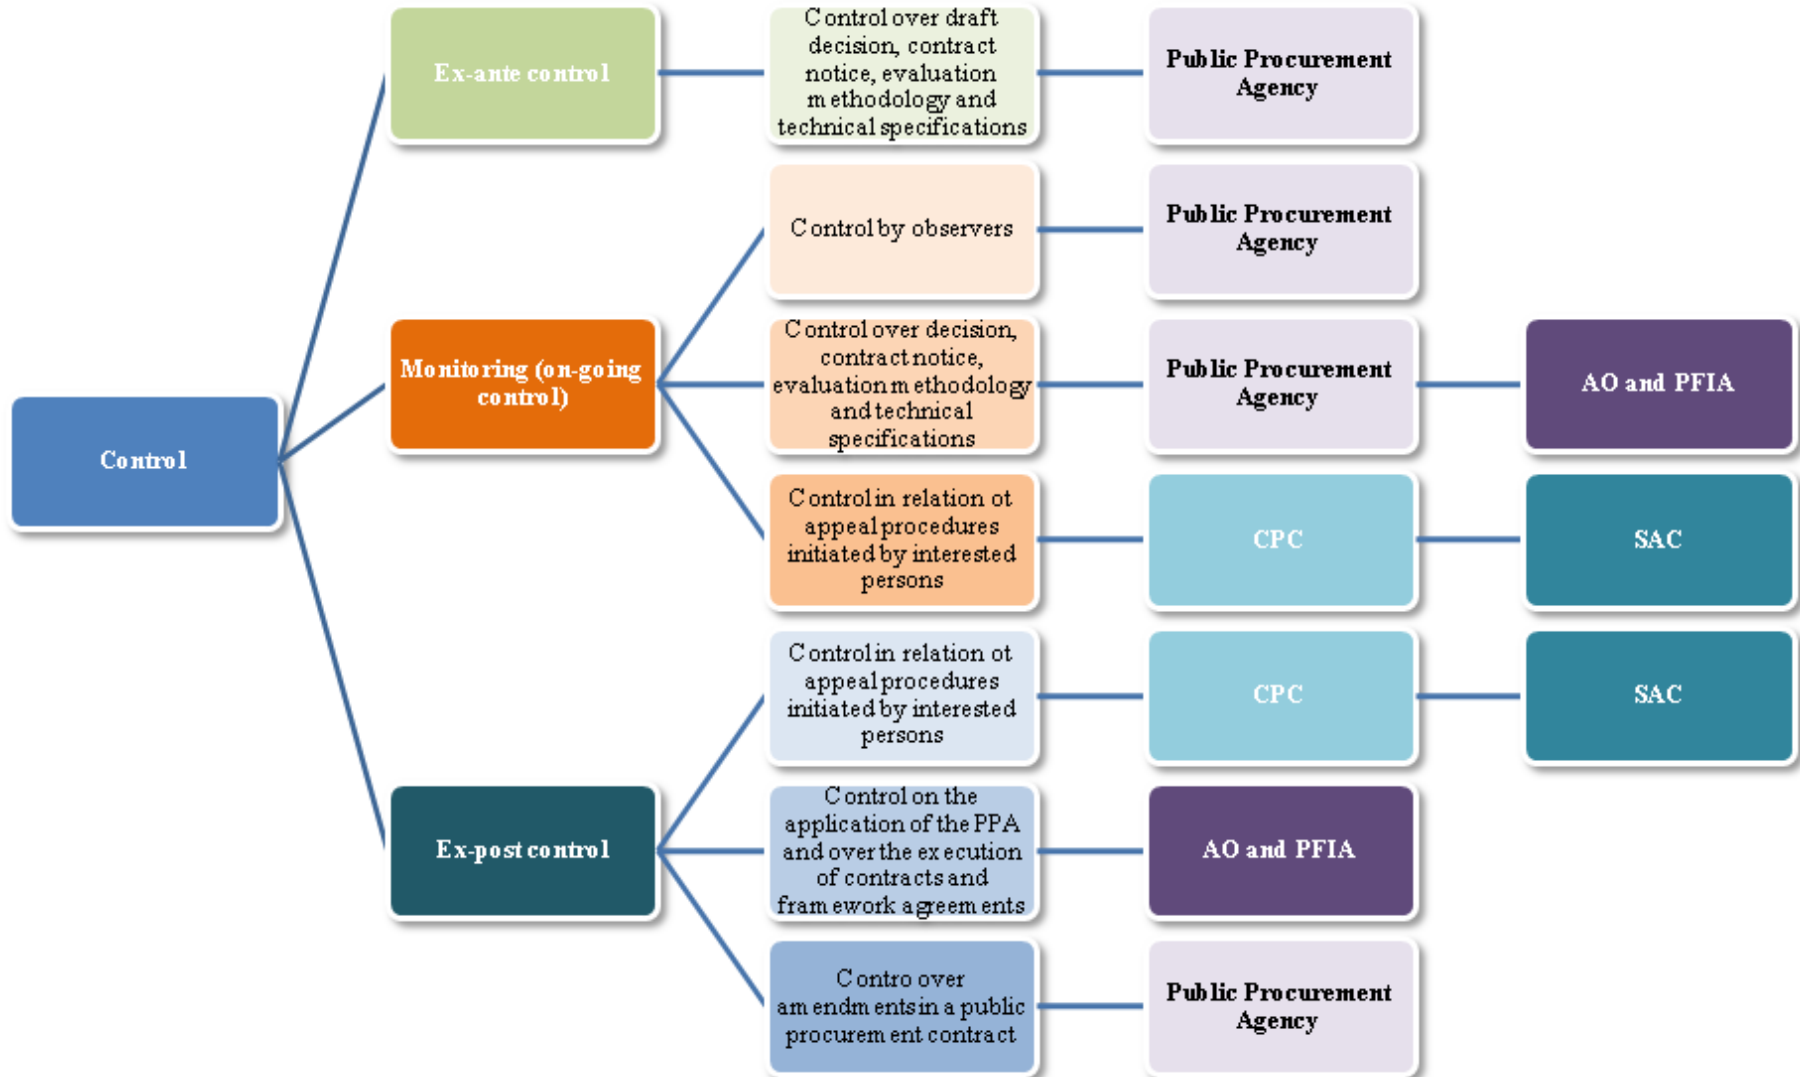 Control
Ex-ante control
Control over draft
decision, contract
notice, evaluation
methodology and
technical specifications
Public Procurement
Agency
Monitoring (on-going
control)
Control by observers
Public Procurement
Agency
Control over decision,
contract notice,
evaluation methodology
and technical
specifications
Public Procurement
Agency
AO and PFIA
Control in relation ot
appeal procedures
initiated by interested
persons
CPC
SAC
Ex-post control
Control in relation ot
appeal procedures
initiated by interested
persons
CPC
SAC
Control on the
application of the PPA
and over the execution
of contracts and
framework agreements
AO and PFIA
Contro over
amendments in a public
procurement contract
Public Procurement
Agency